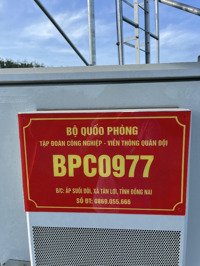 BỘ QUỐC PHÒNG
TẬP ĐOÀN CÔNG NGHIỆP - VIỄN THÔNG QUÂN ĐỘI
BPC0977
Đ/C: ẤP SUỐI ĐÔI, XÃ TÂN LỢI, TỈNH ĐỒNG NAI
SỐ ĐT: 0869.055.666